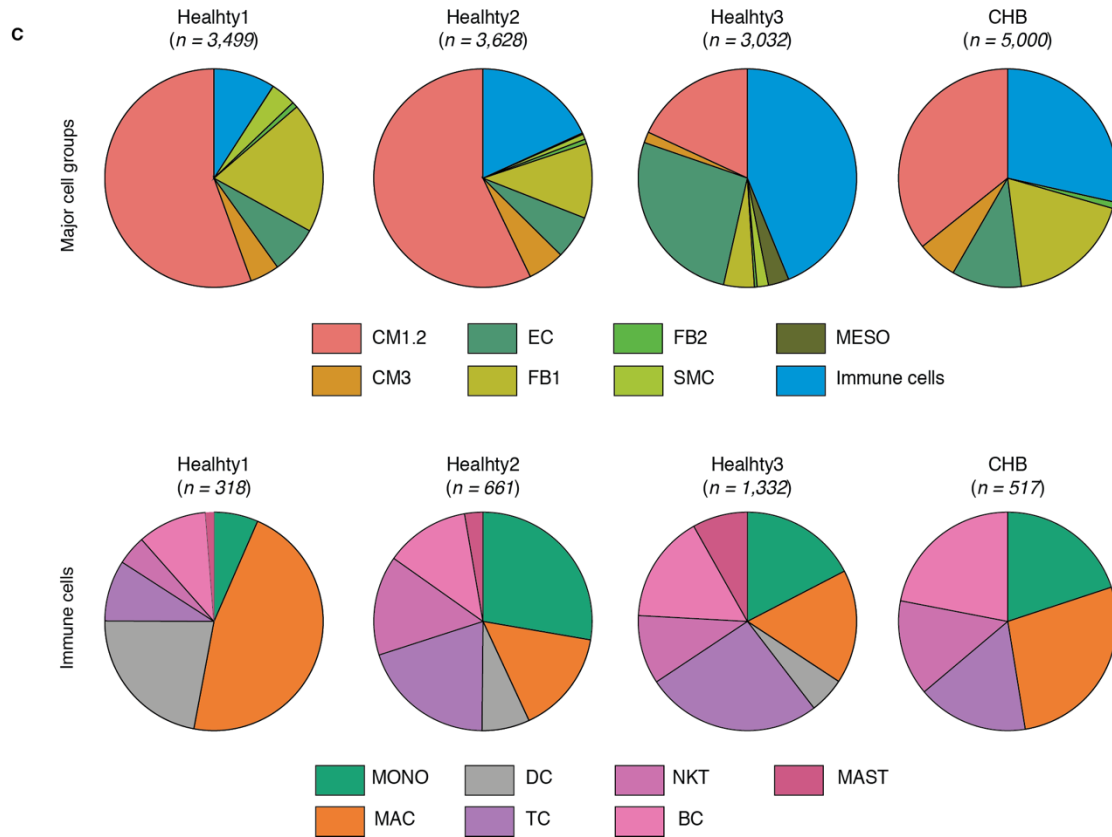 c
Healhty1
(n = 3,499)
Healhty2
(n = 3,628)
Healhty3
(n = 3,032)
CHB
(n = 5,000)
Major cell groups
CM1.2
EC
FB2
MESO
CM3
FB1
SMC
Immune cells
Healhty1
(n = 318)
Healhty2
(n = 661)
Healhty3
(n = 1,332)
CHB
(n = 517)
Immune cells
MONO
DC
NKT
MAST
MAC
TC
BC